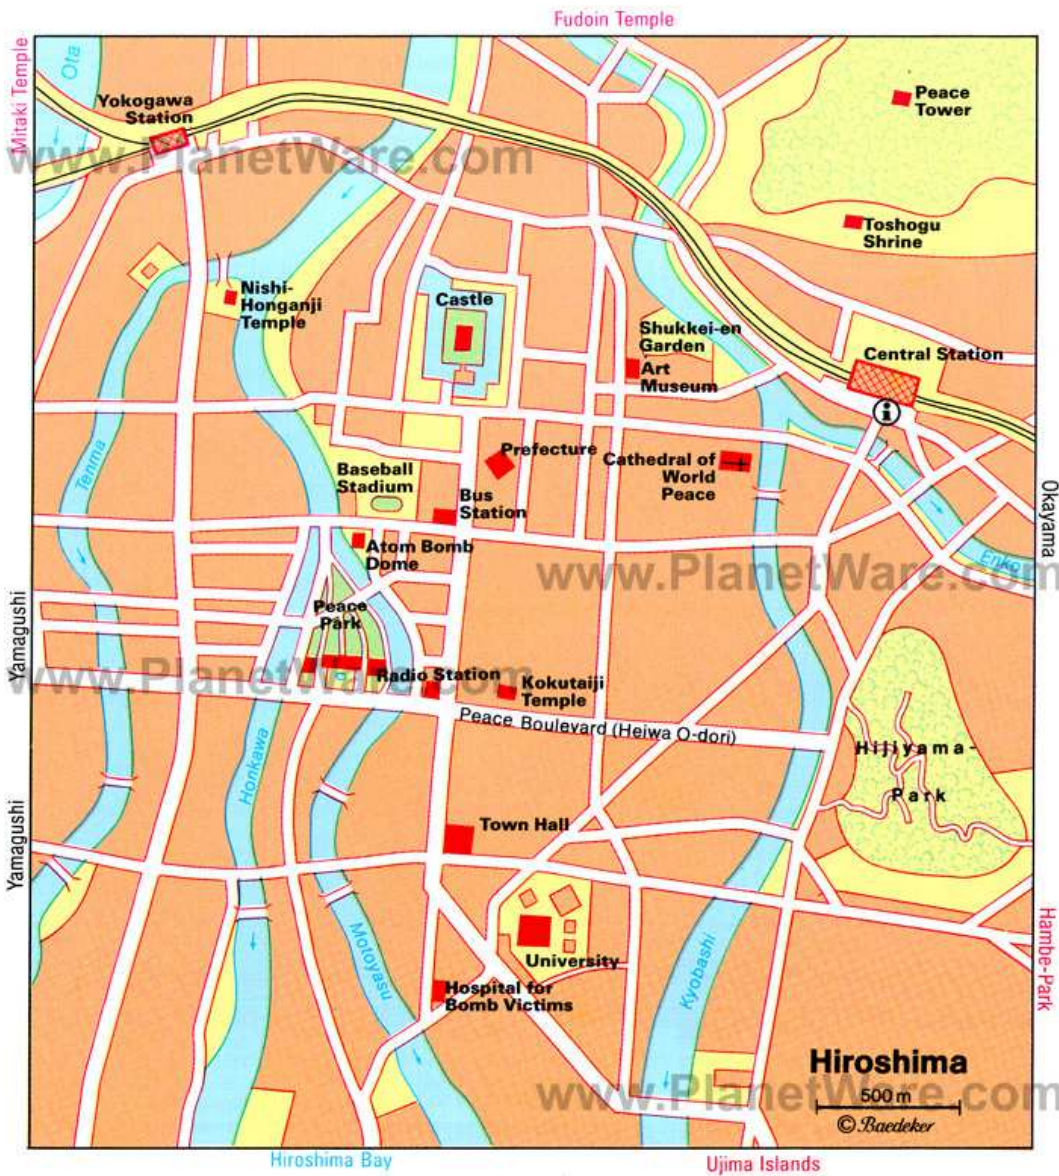 Fudoin Temple
Mitaki Temple
Ota
Yokogawa
Station
Peace
Tower
www.PlanetWare.com
Toshogu
Shrine
Nishi-
Honganji
Temple
Castle
Shukkei-en
Garden
Art
Museum
Central Station
i
Tenma
Baseball
Stadium
Prefecture
Bus
Station
Cathedral of
World
Peace
Okayama
Atom Bomb
Dome
Enko
www.PlanetWare.com
Yamagushi
Peace
Park
Radio Station
www.PlanetWare.com
Kokutaiji
Temple
Peace Boulevard (Heiwa O-dori)
Hijiyama-
Park
Honkawa
Yamagushi
Town Hall
Motoyasu
University
Kyobashi
Hambe-Park
Hospital for
Bomb Victims
Hiroshima
www.PlanetWare.com
500 m
© Baedeker
Hiroshima Bay
Ujima Islands